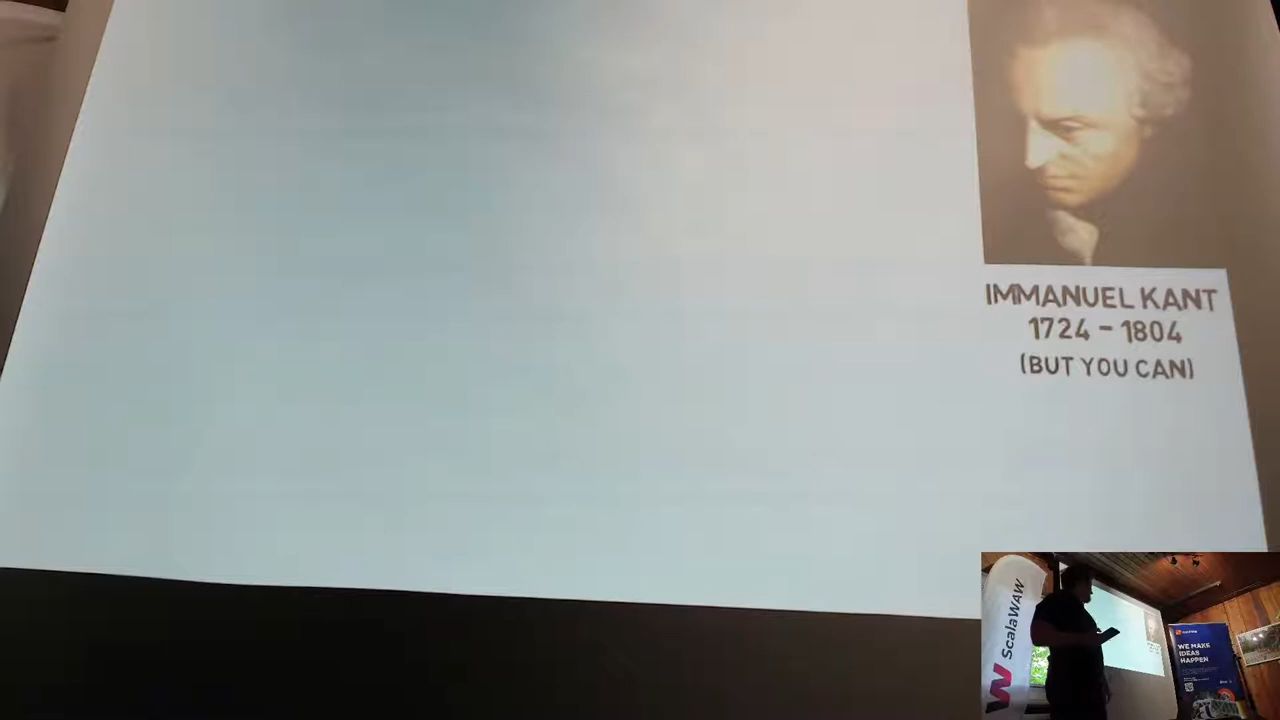 IMMANUEL KANT
1724 - 1804
(BUT YOU CAN)
ScalaWAW
WE MAKE
IDEAS
HAPPEN